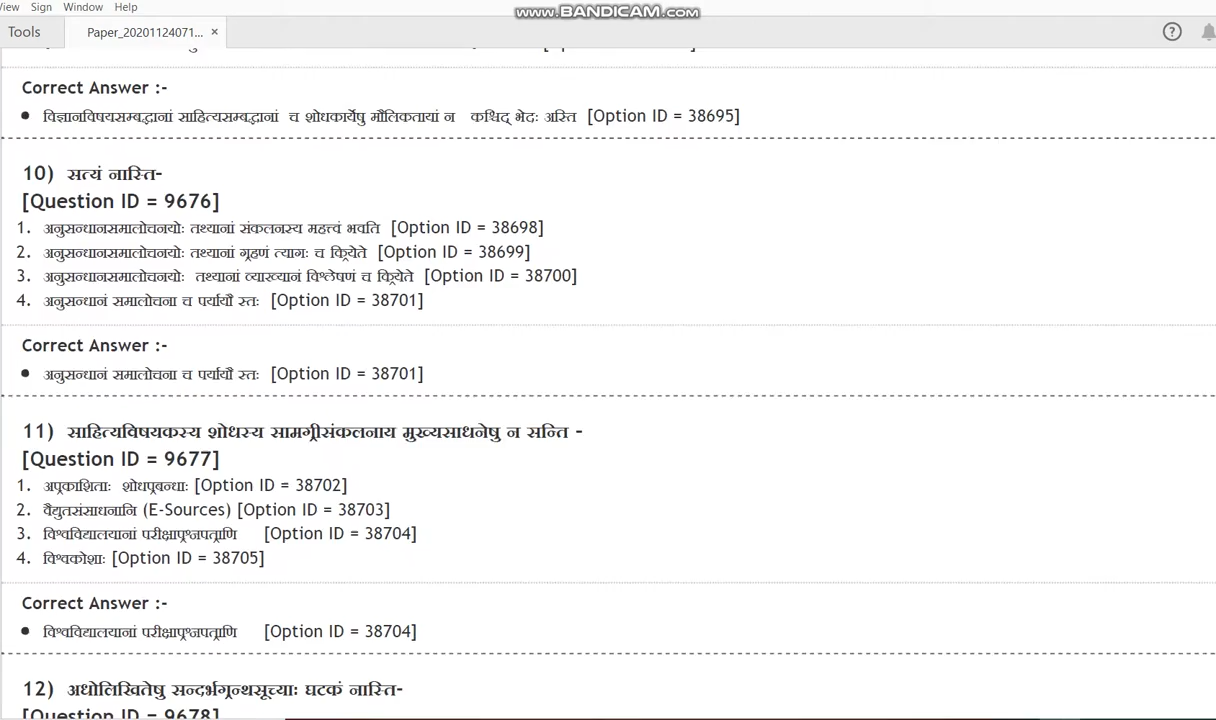 View Sign Window Help
www.BANDICAM.com
Tools Paper_20201124071... ×
Correct Answer :-
विज्ञानविषयसम्बद्धानां साहित्यसम्बद्धानां च शोधकार्येषु मौलिकतायां न कश्चिद् भेदः अस्ति [Option ID = 38695]
10) सत्यं नास्ति-
[Question ID = 9676]
1. अनुसन्धानसमालोचनयोः तथ्यानां संकलनस्य महत्त्वं भवति [Option ID = 38698]
2. अनुसन्धानसमालोचनयोः तथ्यानां ग्रहणं त्यागः च क्रियेते [Option ID = 38699]
3. अनुसन्धानसमालोचनयोः तथ्यानां व्याख्यानं विश्लेषणं च क्रियेते [Option ID = 38700]
4. अनुसन्धानं समालोचना च पर्यायौ स्तः [Option ID = 38701]
Correct Answer :-
अनुसन्धानं समालोचना च पर्यायौ स्तः [Option ID = 38701]
11) साहित्यविषयकस्य शोधस्य सामग्रीसंकलनाय मुख्यसाधनेषु न सन्ति -
[Question ID = 9677]
1. अप्रकाशिताः शोधप्रबन्धाः [Option ID = 38702]
2. वैद्युतसंसाधनानि (E-Sources) [Option ID = 38703]
3. विश्वविद्यालयानां परीक्षाप्रश्नपत्राणि [Option ID = 38704]
4. विश्वकोशाः [Option ID = 38705]
Correct Answer :-
विश्वविद्यालयानां परीक्षाप्रश्नपत्राणि [Option ID = 38704]
12) अधोलिखितेषु सन्दर्भग्रन्थसूच्याः घटकं नास्ति-
[Question ID = 9678]